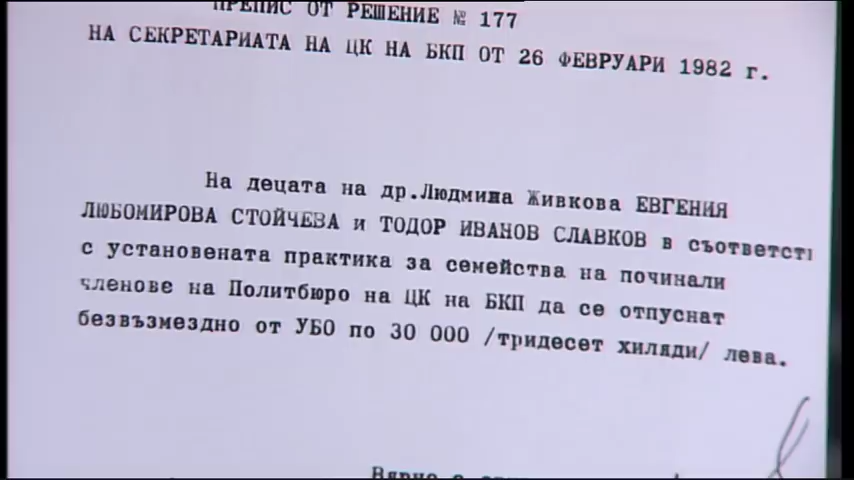 ПРЕПИС ОТ РЕШЕНИЕ № 177
НА СЕКРЕТАРИАТА НА ЦК НА БКП ОТ 26 ФЕВРУАРИ 1982 г.
На децата на др.Людмила Живкова ЕВГЕНИЯ
ЛЮБОМИРОВА СТОЙЧЕВА и ТОДОР ИВАНОВ СЛАВКОВ в съответст
с установената практика за семейства на починали
членове на Политбюро на ЦК на БКП да се отпуснат
безвъзмездно от УБО по 30 000 /тридесет хиляди/ лева.
Вярно с